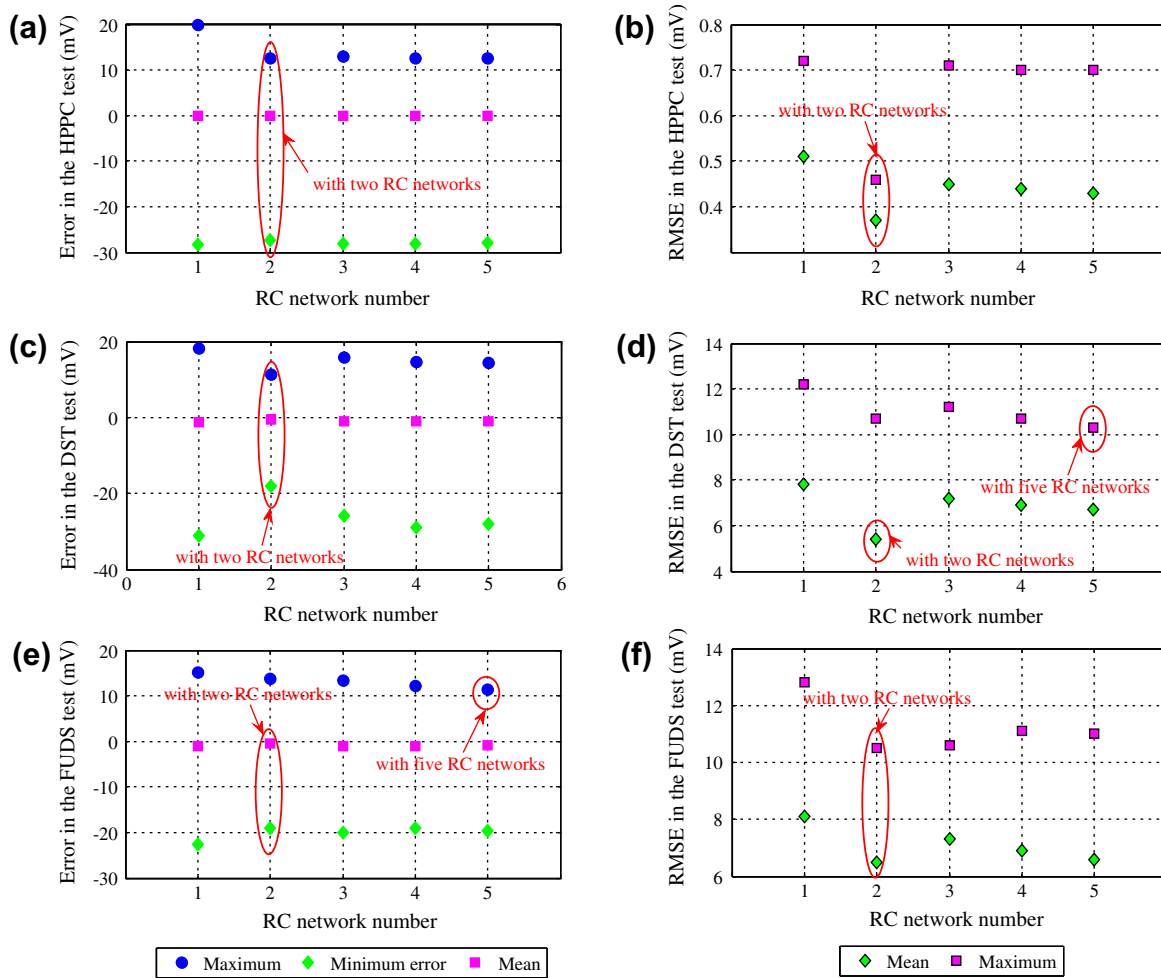 (a)
Error in the HPPC test (mV)
20
10
0
-10
-20
-30
with two RC networks
1 2 3 4 5
RC network number
(b)
RMSE in the HPPC test (mV)
0.8
0.7
0.6
0.5
0.4
with two RC networks
1 2 3 4 5
RC network number
(c)
Error in the DST test (mV)
20
0
-20
-40
with two RC networks
0 1 2 3 4 5 6
RC network number
(d)
RMSE in the DST test (mV)
14
12
10
8
6
4
with five RC networks
with two RC networks
1 2 3 4 5
RC network number
(e)
Error in the FUDS test (mV)
20
10
0
-10
-20
-30
with two RC networks
with five RC networks
1 2 3 4 5
RC network number
(f)
RMSE in the FUDS test (mV)
14
12
10
8
6
with two RC networks
1 2 3 4 5
RC network number
Maximum Minimum error Mean
Mean Maximum